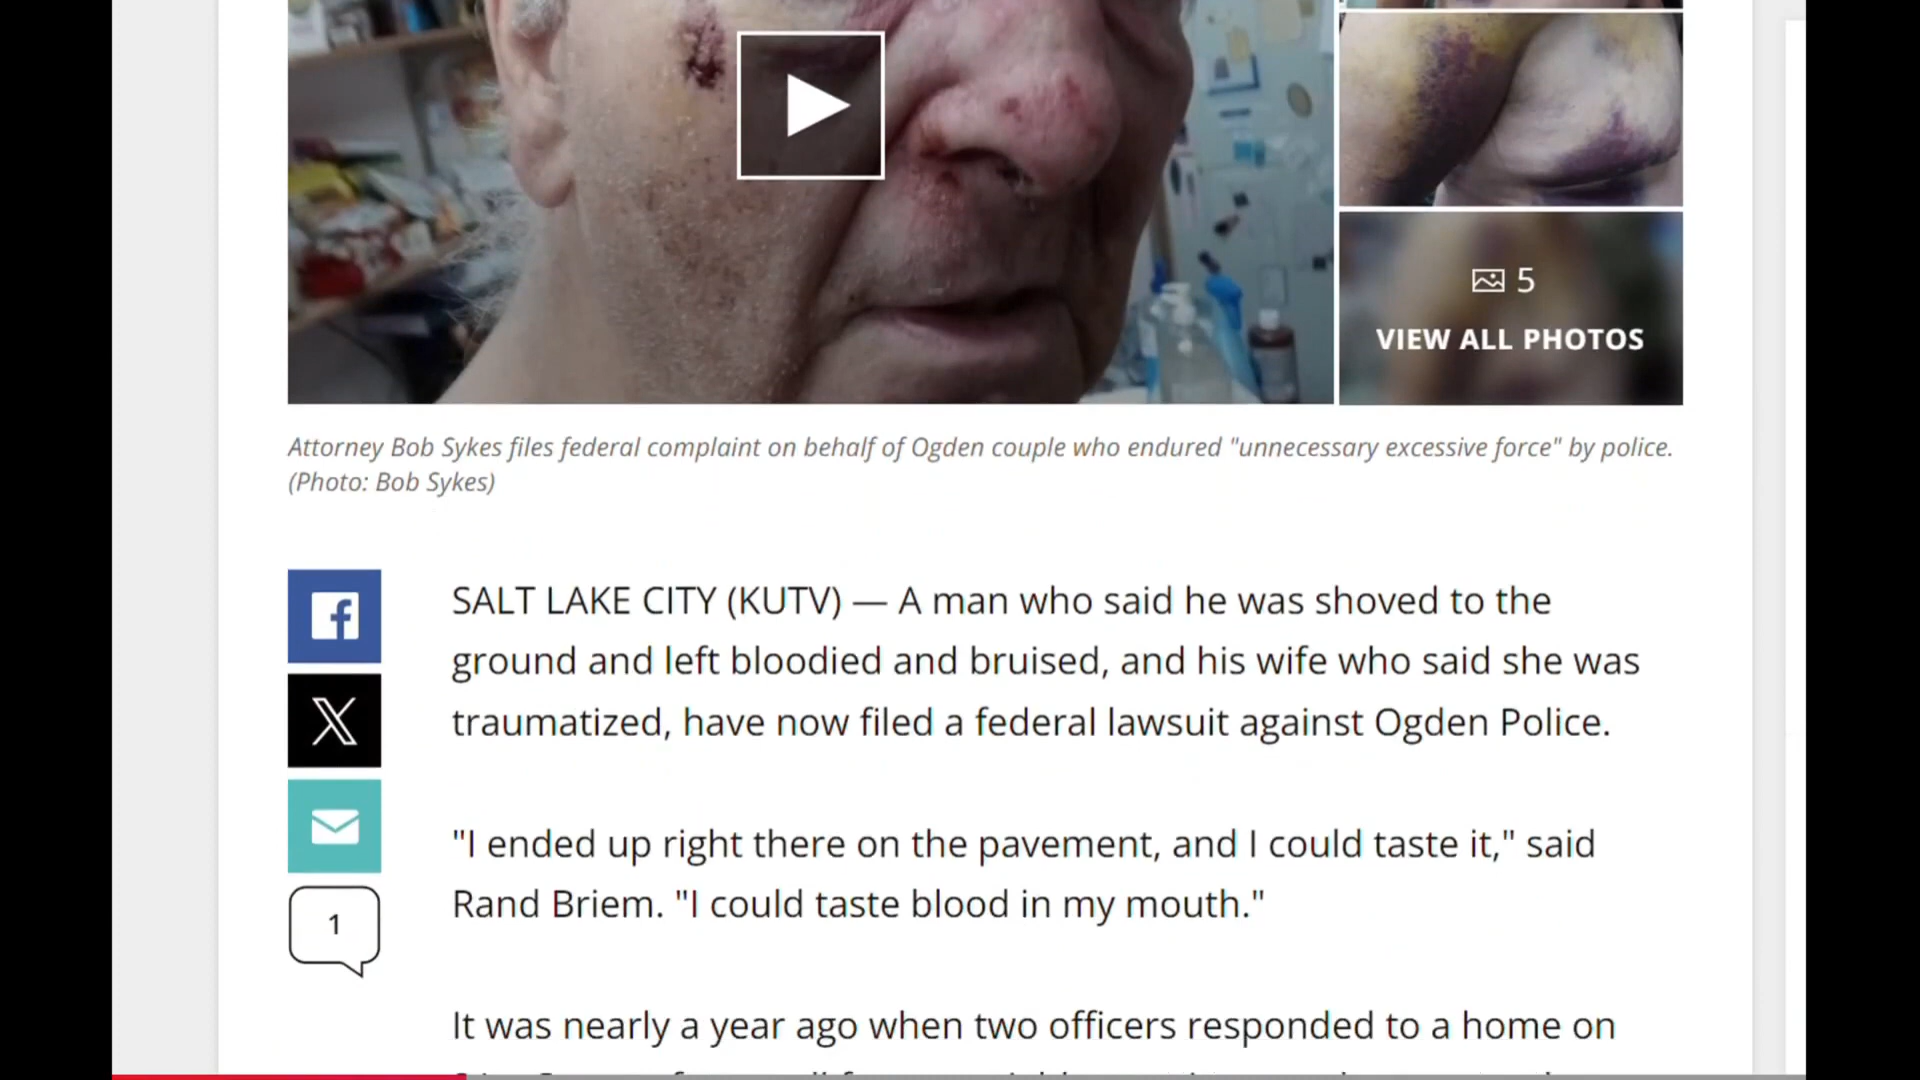 5
VIEW ALL PHOTOS
Attorney Bob Sykes files federal complaint on behalf of Ogden couple who endured "unnecessary excessive force" by police.
(Photo: Bob Sykes)
SALT LAKE CITY (KUTV) — A man who said he was shoved to the
ground and left bloodied and bruised, and his wife who said she was
traumatized, have now filed a federal lawsuit against Ogden Police.
"I ended up right there on the pavement, and I could taste it," said
Rand Briem. "I could taste blood in my mouth."
1
It was nearly a year ago when two officers responded to a home on